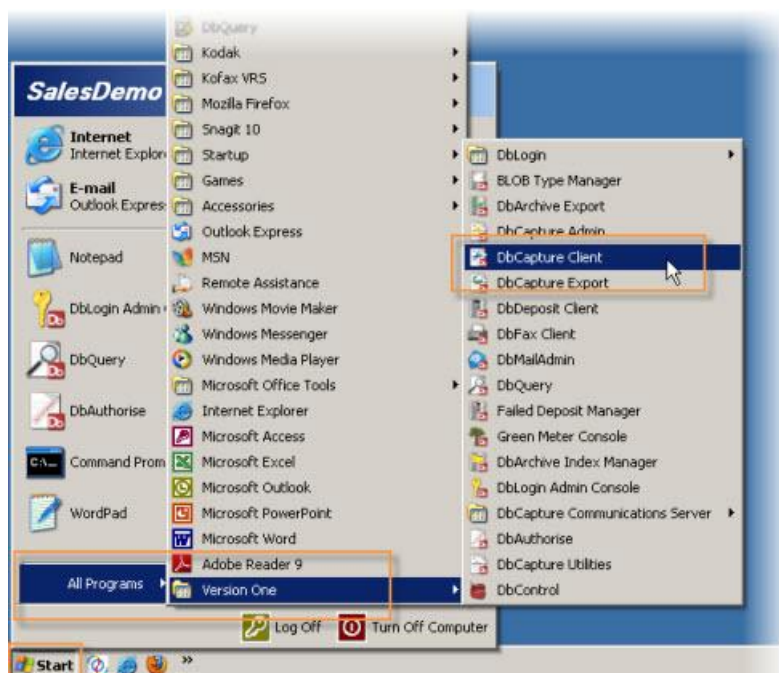 SalesDemo
Internet
Internet Explor
E-mail
Outlook Expres
Notepad
DbLogin Admin
DbQuery
DbAuthorise
C:\
Command Prom
WordPad
All Programs
Log Off
Turn Off Computer
Start
»
DbQuery
Kodak
Kofax VRS
Mozilla Firefox
Snagit 10
Startup
Games
Accessories
Outlook Express
MSN
Remote Assistance
Windows Movie Maker
Windows Messenger
Windows Media Player
Microsoft Office Tools
Internet Explorer
Microsoft Access
Microsoft Excel
Microsoft Outlook
Microsoft PowerPoint
Microsoft Word
Adobe Reader 9
Version One
DbLogin
BLOB Type Manager
DbArchive Export
DbCapture Admin
DbCapture Client
DbCapture Export
DbDeposit Client
DbFax Client
DbMailAdmin
DbQuery
Failed Deposit Manager
Green Meter Console
DbArchive Index Manager
DbLogin Admin Console
DbCapture Communications Server
DbAuthorise
DbCapture Utilities
DbControl